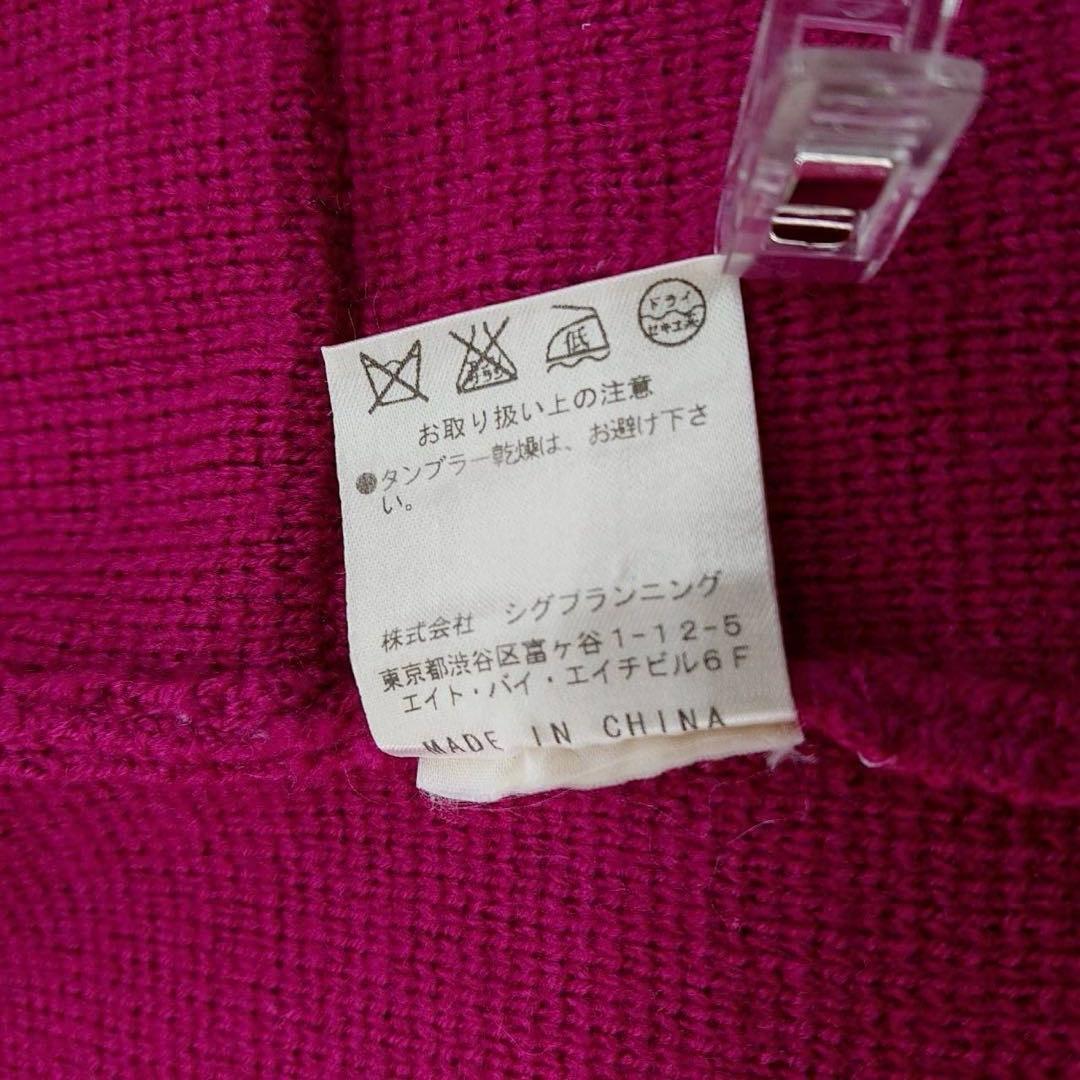 低
ドライ
セキユ系
お取り扱い上の注意
●タンブラー乾燥は、お避け下さ
い。
株式会社 シグプランニング
東京都渋谷区富ヶ谷1-12-5
エイト・バイ・エイチビル6F
MADE IN CHINA